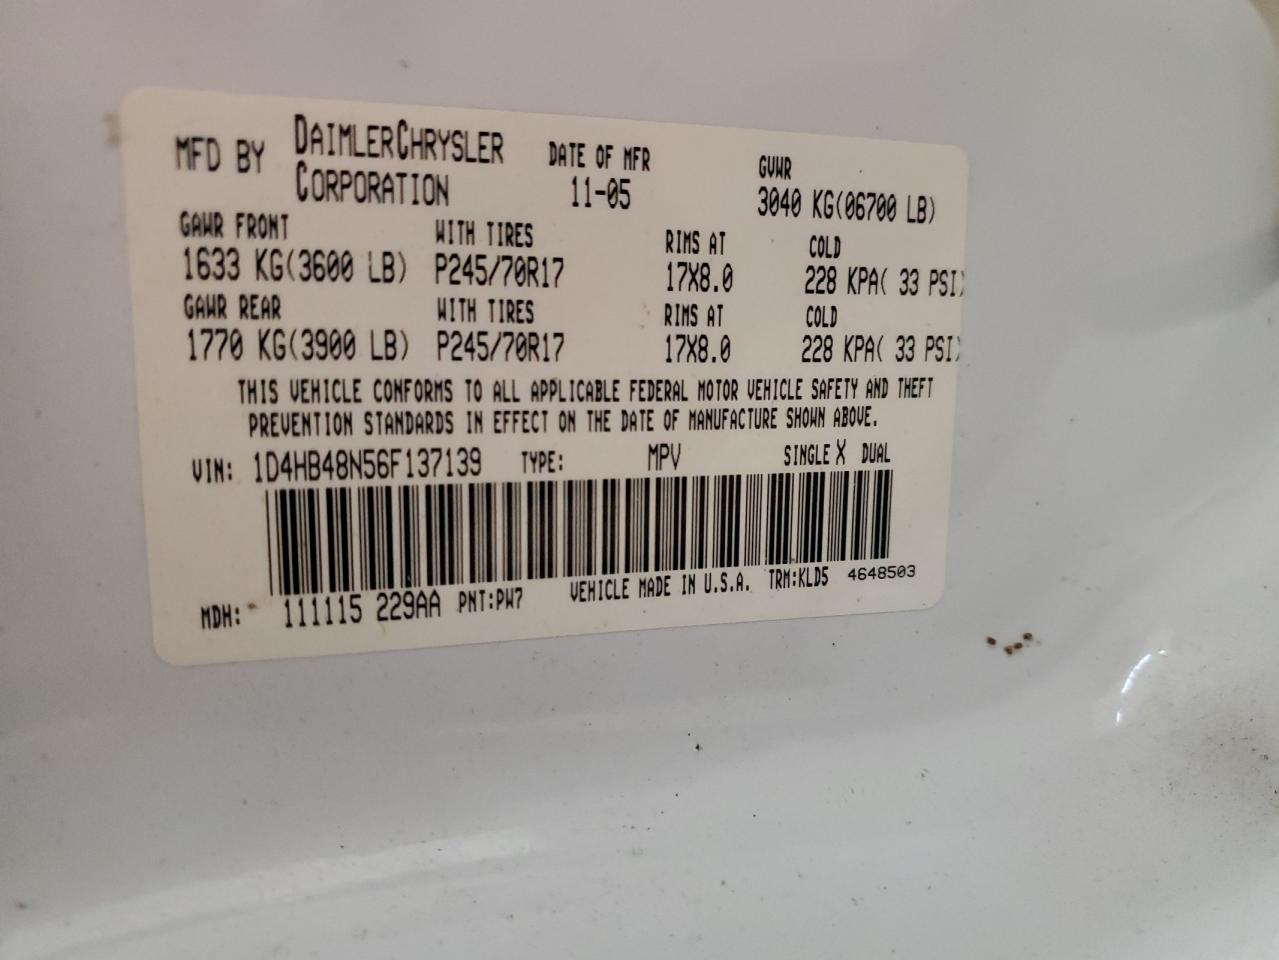 MFD BY DAIMLERCHRYSLER CORPORATION DATE OF MFR 11-05 GVWR 3040 KG(06700 LB)
GAWR FRONT WITH TIRES RIMS AT COLD
1633 KG(3600 LB) P245/70R17 17X8.0 228 KPA( 33 PSI)
GAWR REAR WITH TIRES RIMS AT COLD
1770 KG(3900 LB) P245/70R17 17X8.0 228 KPA( 33 PSI)
THIS VEHICLE CONFORMS TO ALL APPLICABLE FEDERAL MOTOR VEHICLE SAFETY AND THEFT
PREVENTION STANDARDS IN EFFECT ON THE DATE OF MANUFACTURE SHOWN ABOVE.
VIN: 1D4HB48N56F137139 TYPE: MPV SINGLE X DUAL
MDH: 111115 229AA PNT:PW7 VEHICLE MADE IN U.S.A. TRM:KLD5 4648503